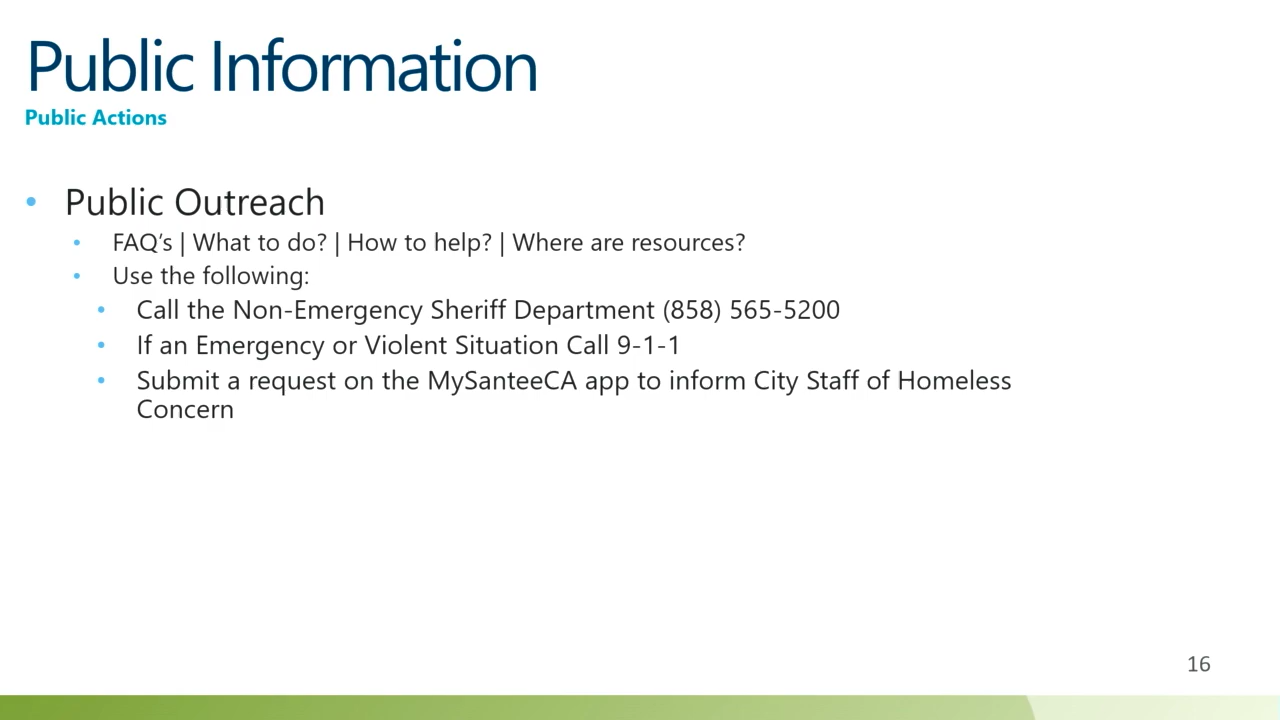 Public Information
Public Actions
• Public Outreach
• FAQ's | What to do? | How to help? | Where are resources?
• Use the following:
• Call the Non-Emergency Sheriff Department (858) 565-5200
• If an Emergency or Violent Situation Call 9-1-1
• Submit a request on the MySanteeCA app to inform City Staff of Homeless
Concern
16